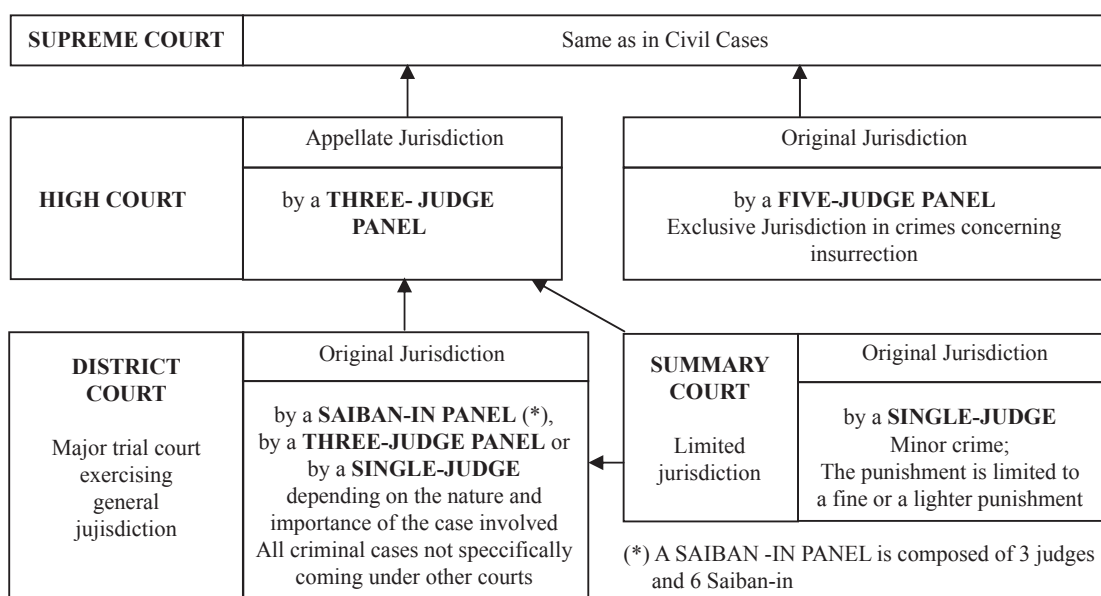 SUPREME COURT
Same as in Civil Cases
HIGH COURT
Appellate Jurisdiction
by a THREE- JUDGE
PANEL
Original Jurisdiction
by a FIVE-JUDGE PANEL
Exclusive Jurisdiction in crimes concerning
insurrection
DISTRICT
COURT
Major trial court
exercising
general
jujisdiction
Original Jurisdiction
by a SAIBAN-IN PANEL (*),
by a THREE-JUDGE PANEL or
by a SINGLE-JUDGE
depending on the nature and
importance of the case involved
All criminal cases not speccifically
coming under other courts
SUMMARY
COURT
Limited
jurisdiction
Original Jurisdiction
by a SINGLE-JUDGE
Minor crime;
The punishment is limited to
a fine or a lighter punishment
(*) A SAIBAN -IN PANEL is composed of 3 judges
and 6 Saiban-in